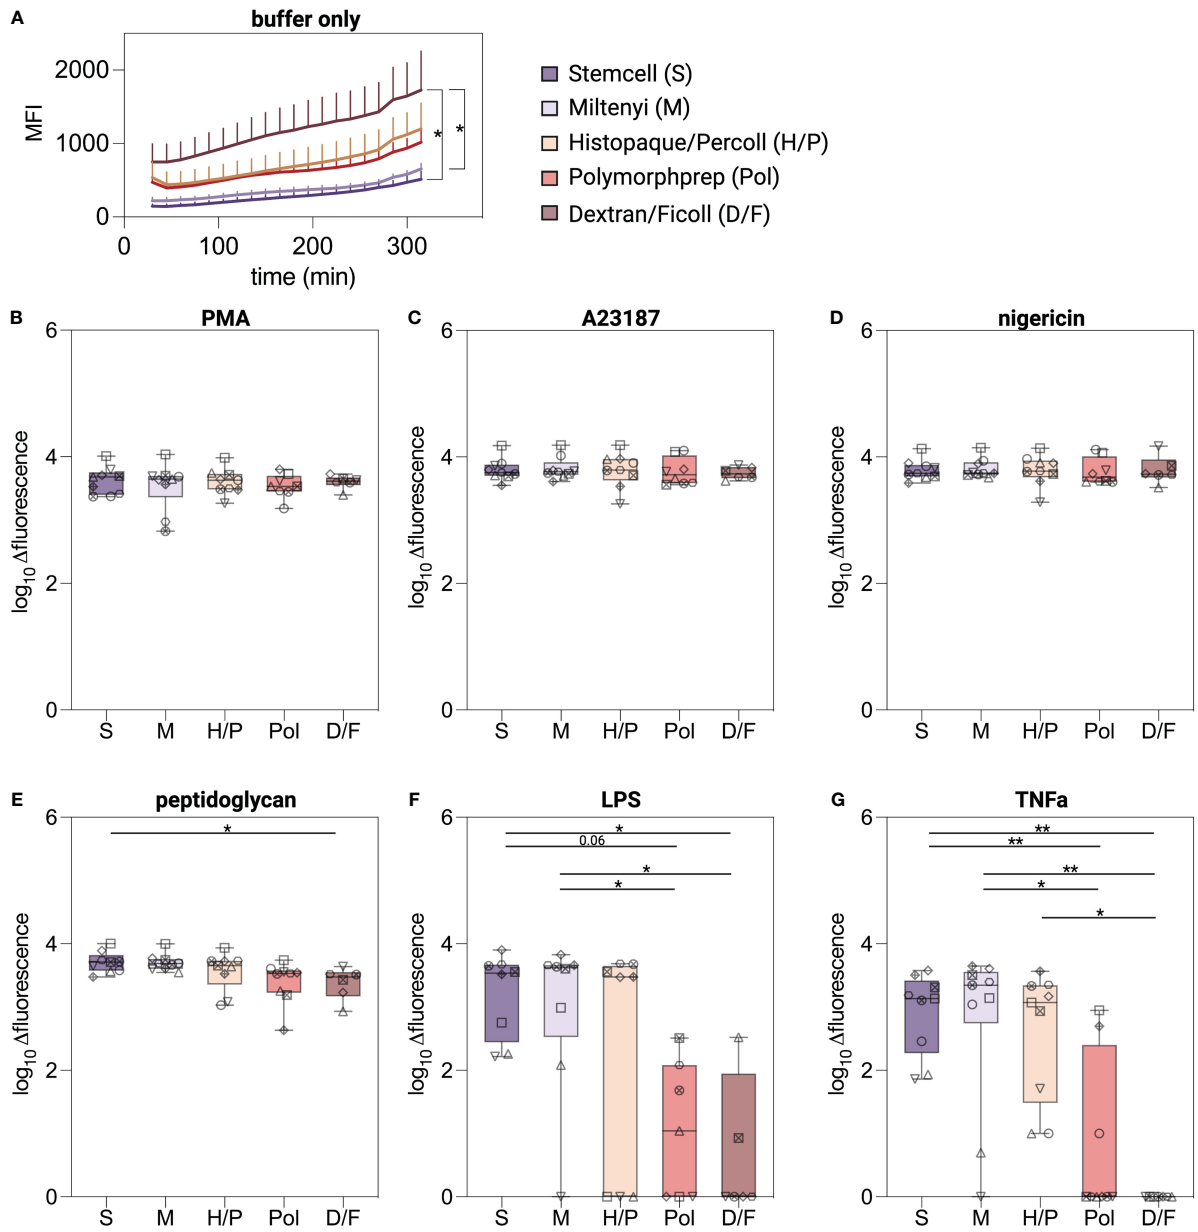 A
buffer only
MFI
2000
1000
0
0 100 200 300
time (min)
*
*
Stemcell (S)
Miltenyi (M)
Histopaque/Percoll (H/P)
Polymorphprep (Pol)
Dextran/Ficoll (D/F)
B
PMA
log10 Δfluorescence
6
4
2
0
S M H/P Pol D/F
C
A23187
log10 Δfluorescence
6
4
2
0
S M H/P Pol D/F
D
nigericin
log10 Δfluorescence
6
4
2
0
S M H/P Pol D/F
E
peptidoglycan
log10 Δfluorescence
6
4
2
0
*
S M H/P Pol D/F
F
LPS
log10 Δfluorescence
6
4
2
0
*
0.06
*
*
S M H/P Pol D/F
G
TNFa
log10 Δfluorescence
6
4
2
0
**
**
**
*
*
S M H/P Pol D/F